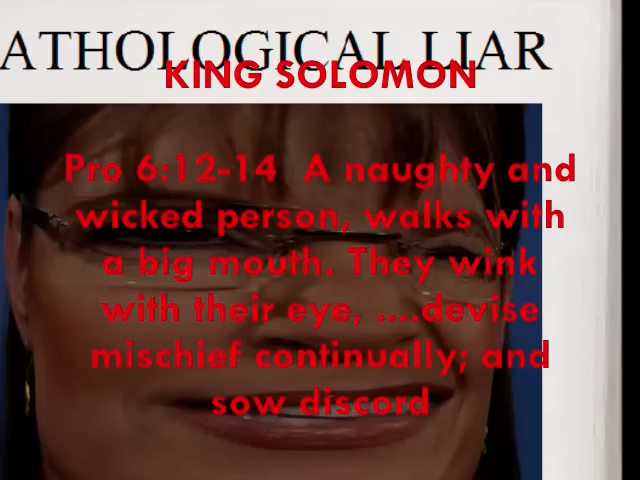 ATHOLOGICAL LIAR
KING SOLOMON
Pro 6:12-14 A naughty and
wicked person, walks with
a big mouth. They wink
with their eye, ....devise
mischief continually; and
sow discord